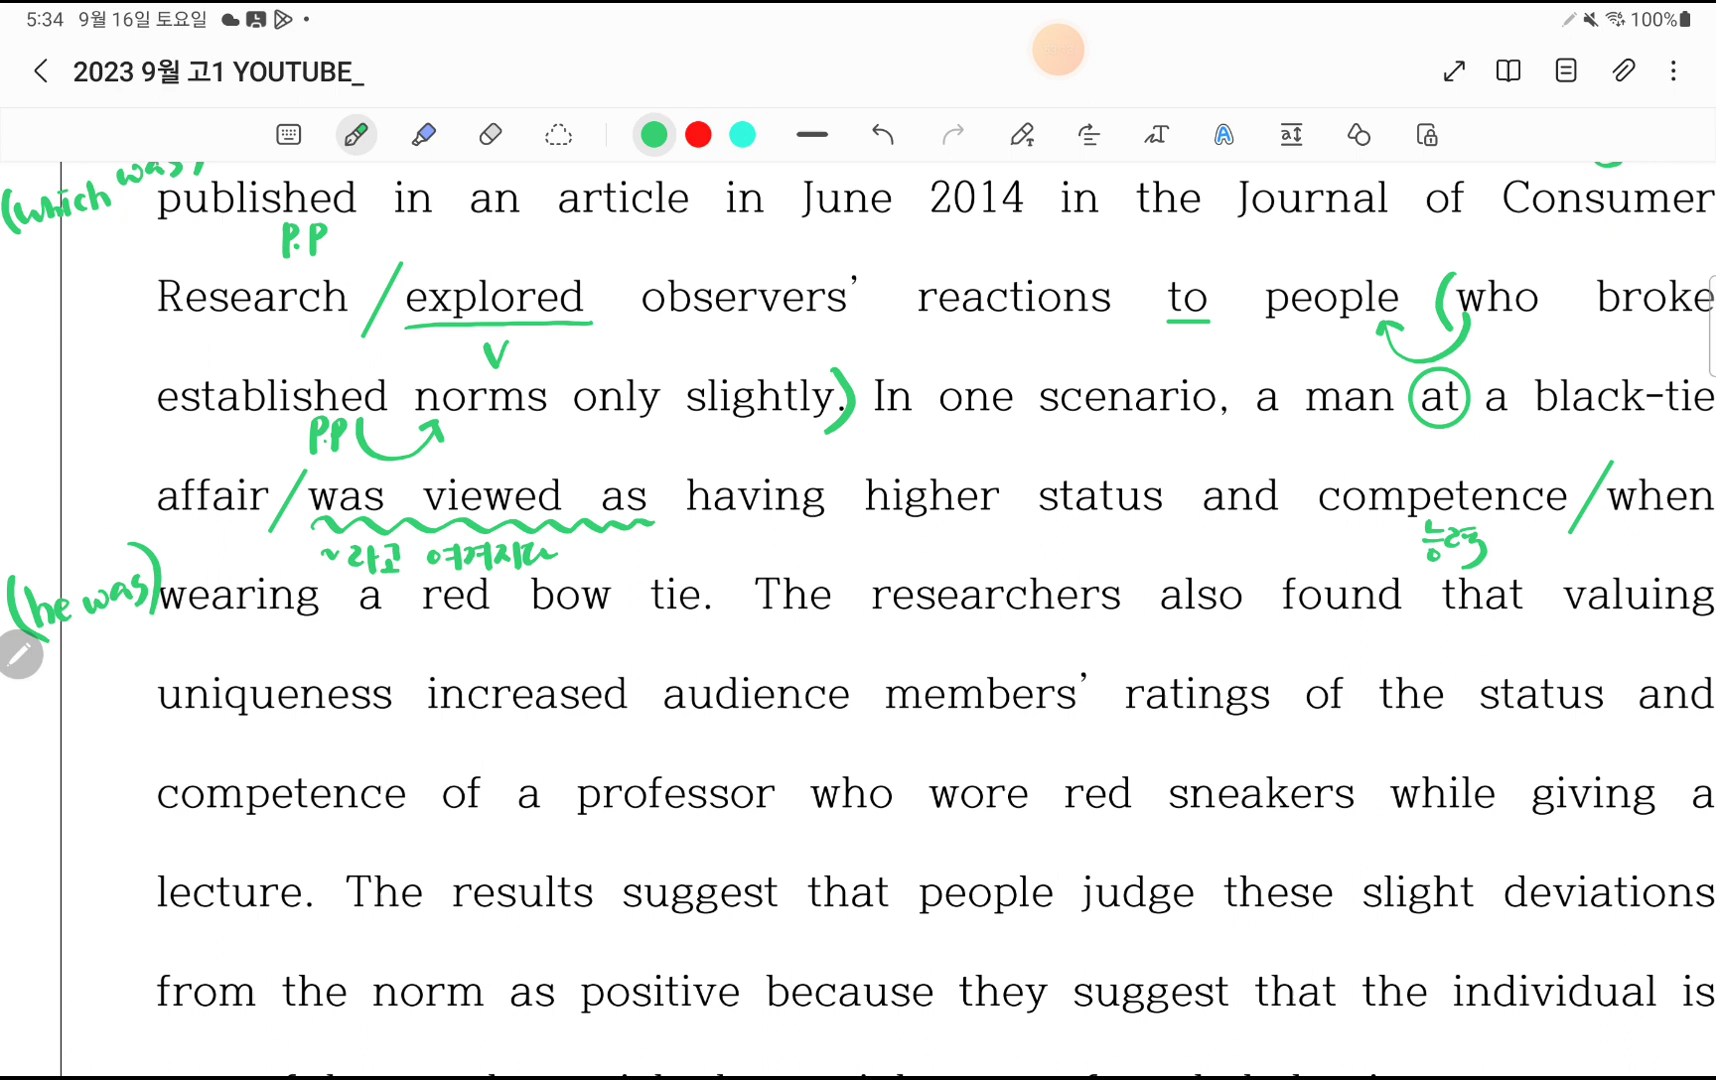 5:34 9월 16일 토요일 100%
2023 9월 고1 YOUTUBE_
(which was)
published in an article in June 2014 in the Journal of Consumer
P.P
Research / explored observers’ reactions to people (who broke
V
established norms only slightly.) In one scenario, a man at a black-tie
P.P
affair / was viewed as having higher status and competence / when
~라고 여겨지다 능력
(he was) wearing a red bow tie. The researchers also found that valuing
uniqueness increased audience members’ ratings of the status and
competence of a professor who wore red sneakers while giving a
lecture. The results suggest that people judge these slight deviations
from the norm as positive because they suggest that the individual is